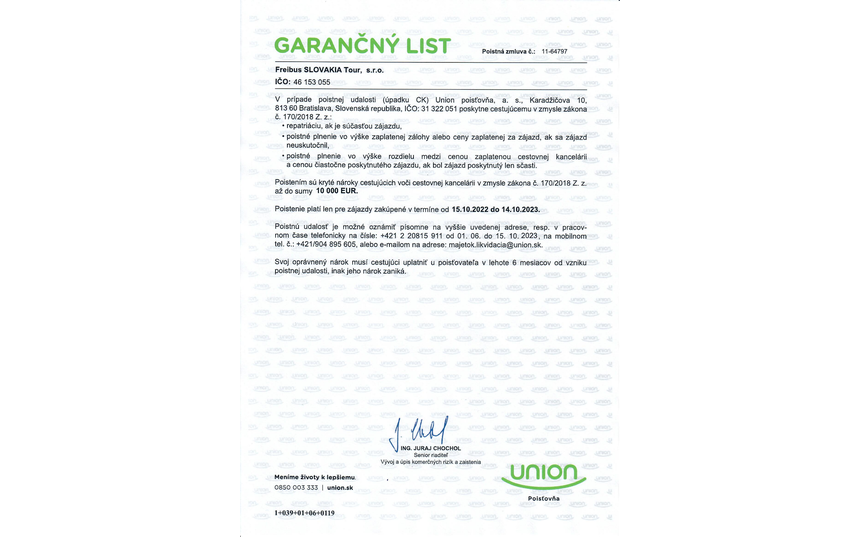 GARANČNÝ LIST
Poistná zmluva č.: 11-64797
Freibus SLOVAKIA Tour, s.r.o.
IČO: 46 153 055
V prípade poistnej udalosti (úpadku CK) Union poisťovňa, a. s., Karadžičova 10,
813 60 Bratislava, Slovenská republika, IČO: 31 322 051 poskytne cestujúcemu v zmysle zákona
č. 170/2018 Z. z.:
• repatriáciu, ak je súčasťou zájazdu,
• poistné plnenie vo výške zaplatenej zálohy alebo ceny zaplatenej za zájazd, ak sa zájazd
neuskutočnil,
• poistné plnenie vo výške rozdielu medzi cenou zaplatenou cestovnej kancelárii
a cenou čiastočne poskytnutého zájazdu, ak bol zájazd poskytnutý len sčasti.
Poistením sú kryté nároky cestujúcich voči cestovnej kancelárii v zmysle zákona č. 170/2018 Z. z.
až do sumy 10 000 EUR.
Poistenie platí len pre zájazdy zakúpené v termíne od 15.10.2022 do 14.10.2023.
Poistnú udalosť je možné oznámiť písomne na vyššie uvedenej adrese, resp. v pracov-
nom čase telefonicky na čísle: +421 2 20815 911 od 01. 06. do 15. 10. 2023, na mobilnom
tel. č.: +421/904 895 605, alebo e-mailom na adrese: majetok.likvidacia@union.sk.
Svoj oprávnený nárok musí cestujúci uplatniť u poisťovateľa v lehote 6 mesiacov od vzniku
poistnej udalosti, inak jeho nárok zaniká.
ING. JURAJ CHOCHOL
Senior riaditeľ
Vývoj a úpis komerčných rizík a zaistenia
Meníme životy k lepšiemu.
0850 003 333 | union.sk
UNION
Poisťovňa
1+039+01+06+0119